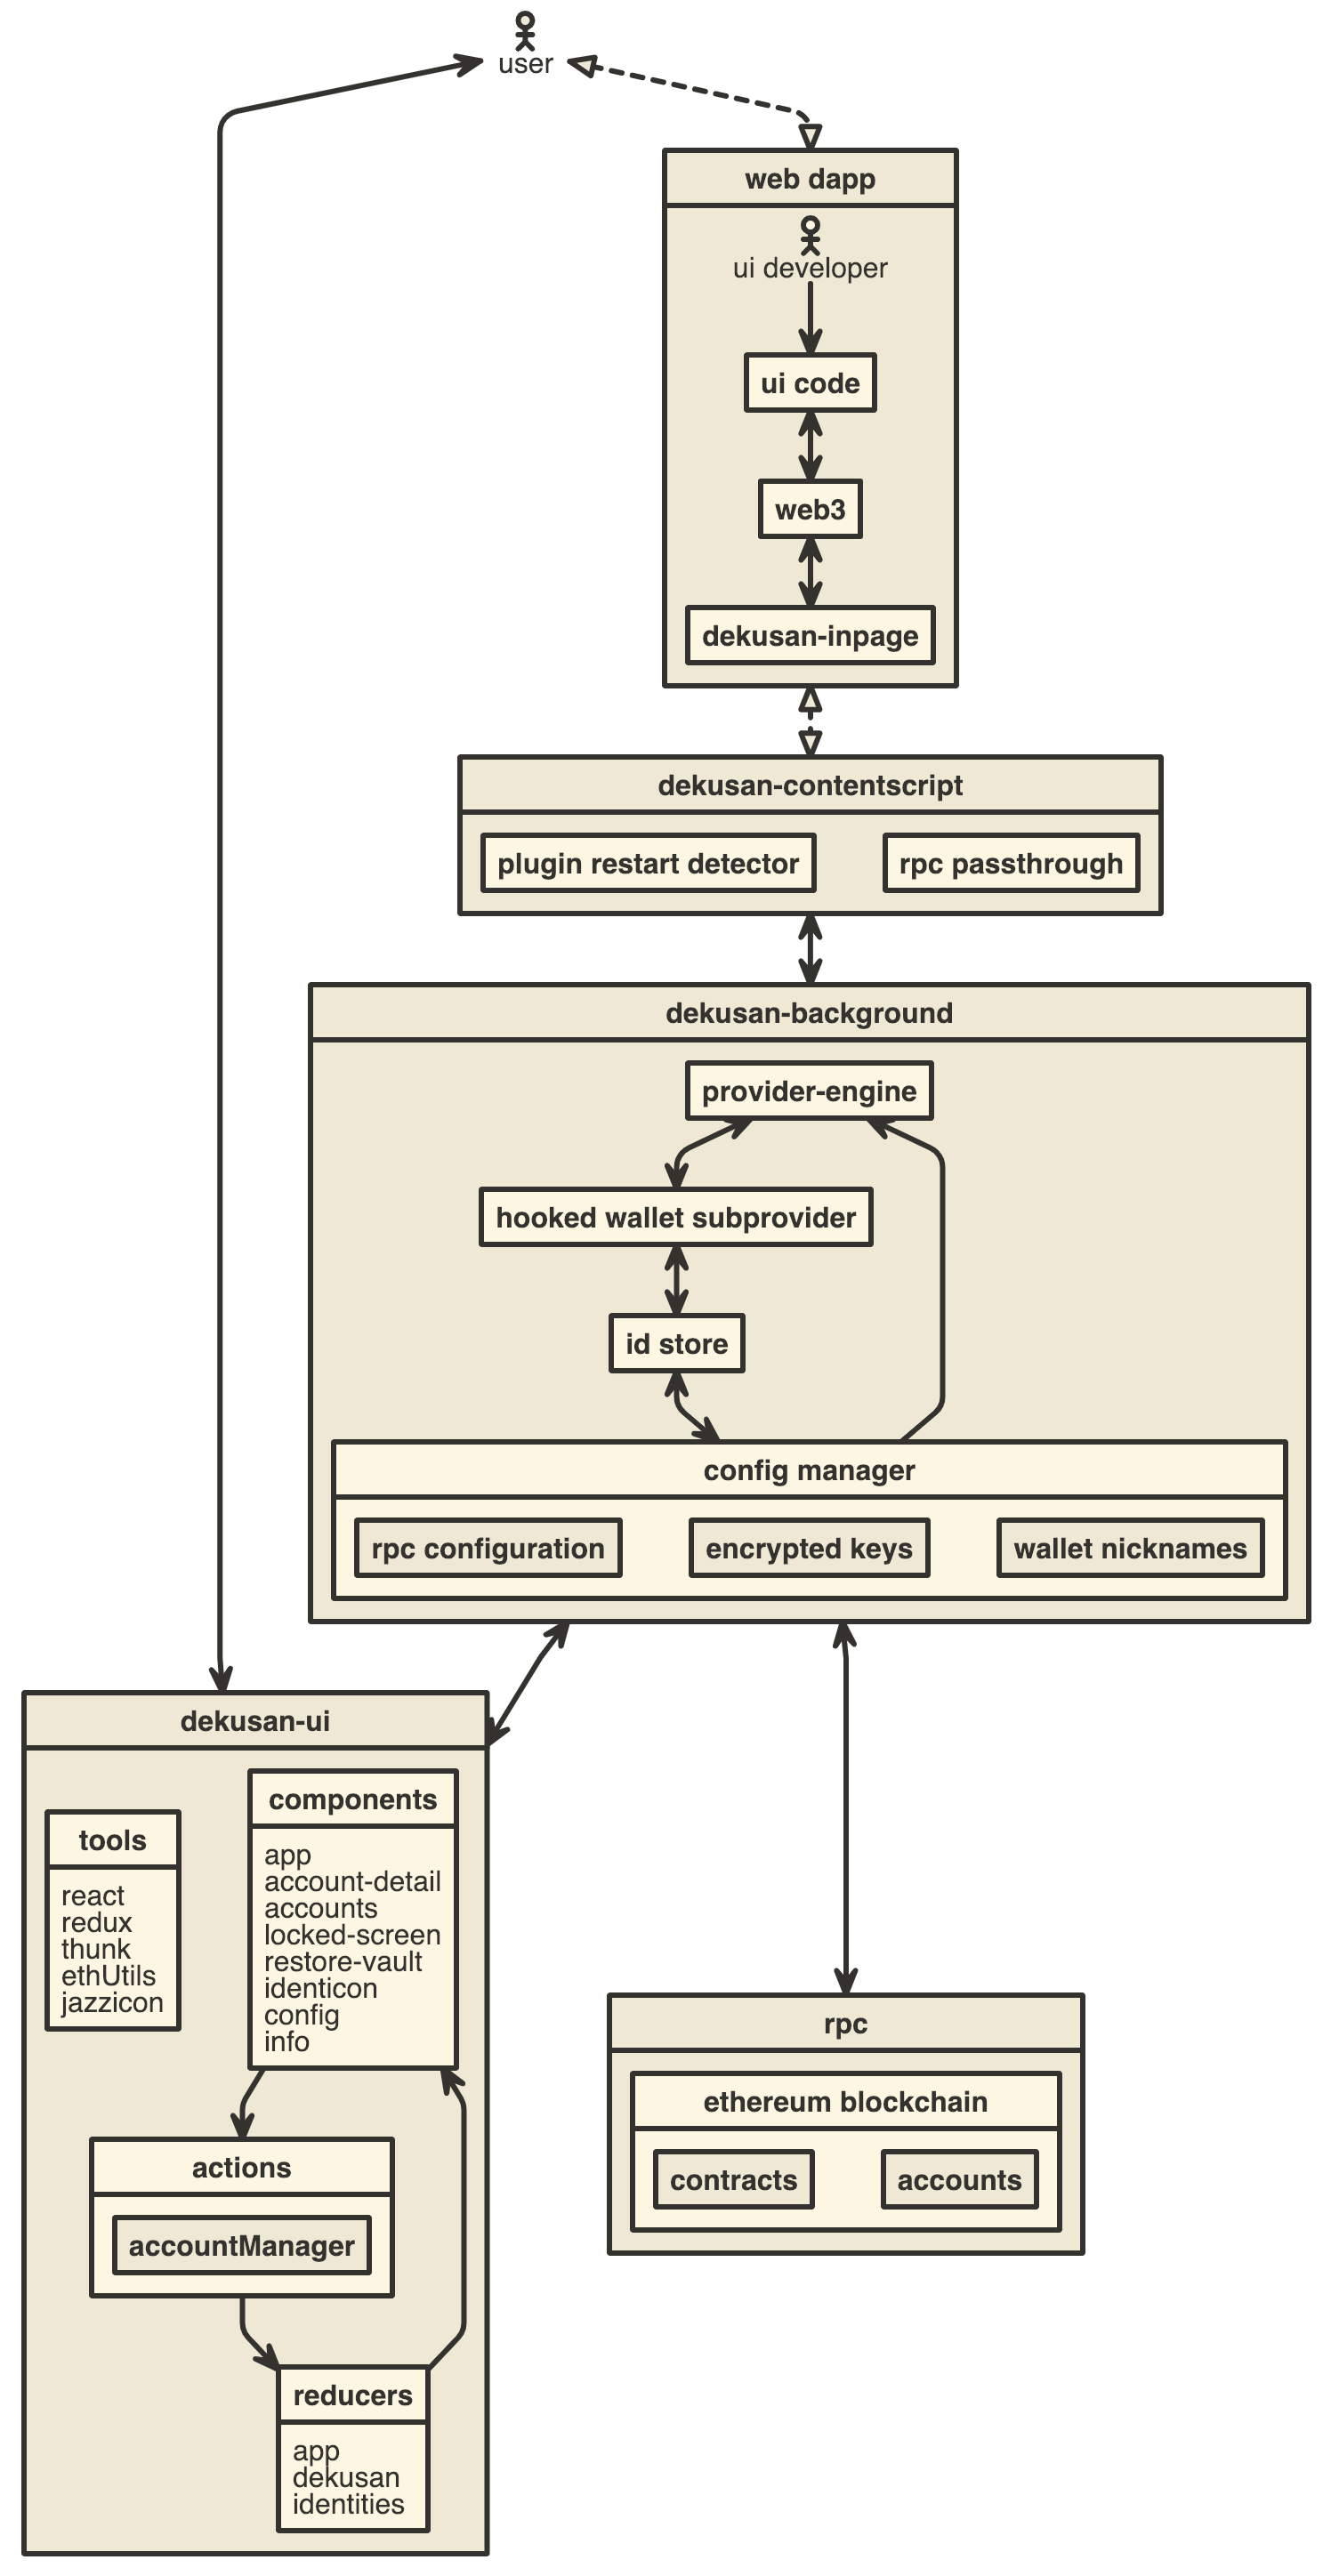 user
web dapp
ui developer
ui code
web3
dekusan-inpage
dekusan-contentscript
plugin restart detector
rpc passthrough
dekusan-background
provider-engine
hooked wallet subprovider
id store
config manager
rpc configuration
encrypted keys
wallet nicknames
dekusan-ui
tools
react
redux
thunk
ethUtils
jazzicon
components
app
account-detail
accounts
locked-screen
restore-vault
identicon
config
info
actions
accountManager
reducers
app
dekusan
identities
rpc
ethereum blockchain
contracts
accounts